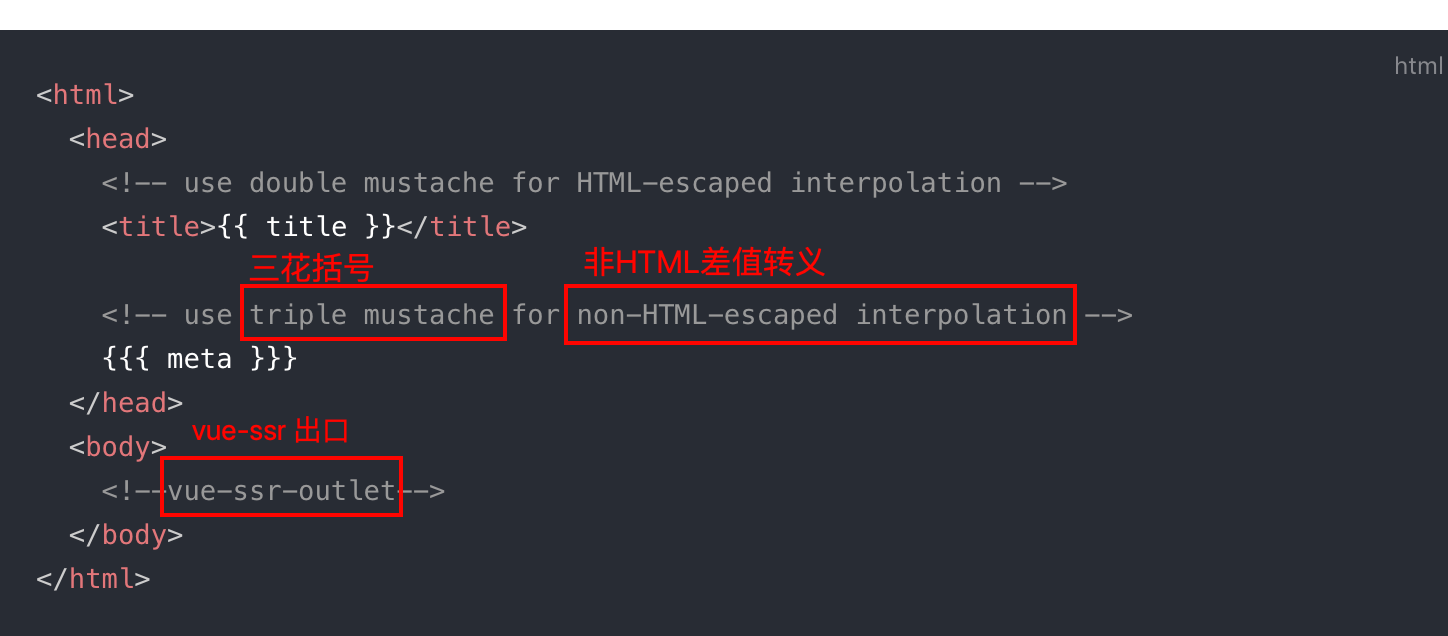 html
<html>
<head>
<!-- use double mustache for HTML-escaped interpolation -->
<title>{{ title }}</title>
三花括号 非HTML差值转义
<!-- use triple mustache for non-HTML-escaped interpolation -->
{{{ meta }}}
</head>
vue-ssr 出口
<body>
<!--vue-ssr-outlet-->
</body>
</html>